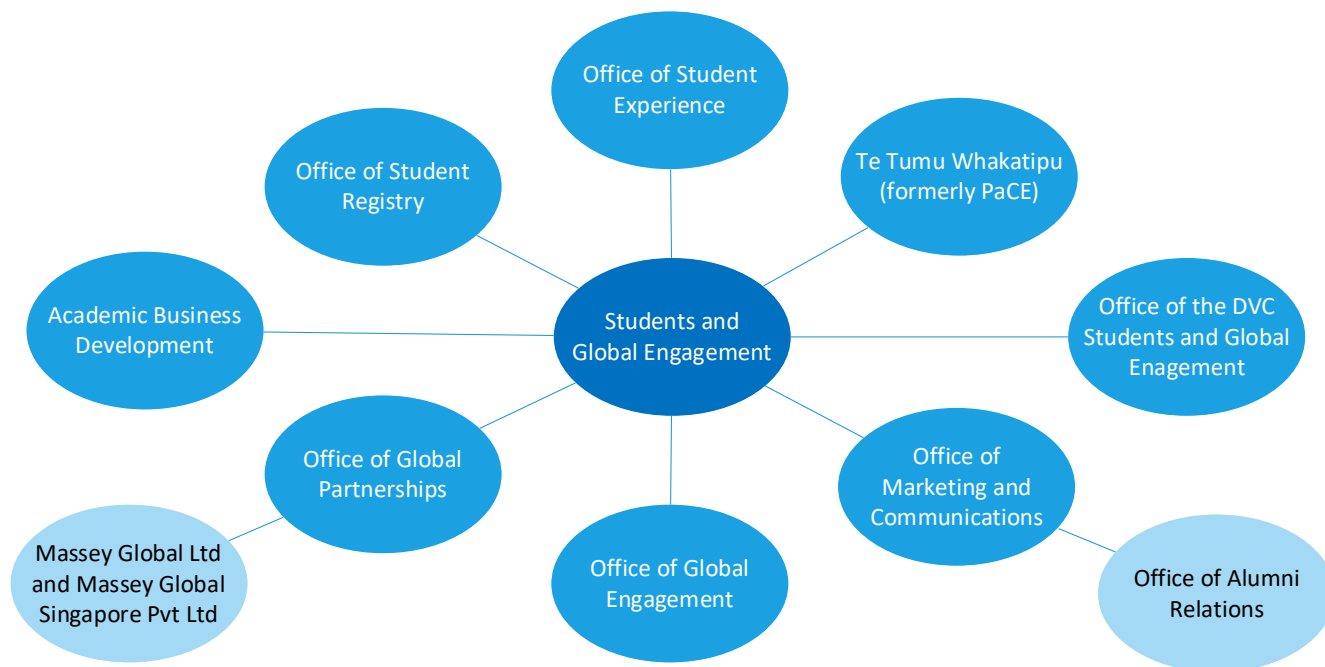 Office of Student
Experience
Te Tumu Whakatipu
(formerly PaCE)
Office of Student
Registry
Office of the DVC
Students and Global
Enagement
Academic Business
Development
Students and
Global Engagement
Office of Global
Partnerships
Office of
Marketing and
Communications
Massey Global Ltd
and Massey Global
Singapore Pvt Ltd
Office of Global
Engagement
Office of Alumni
Relations